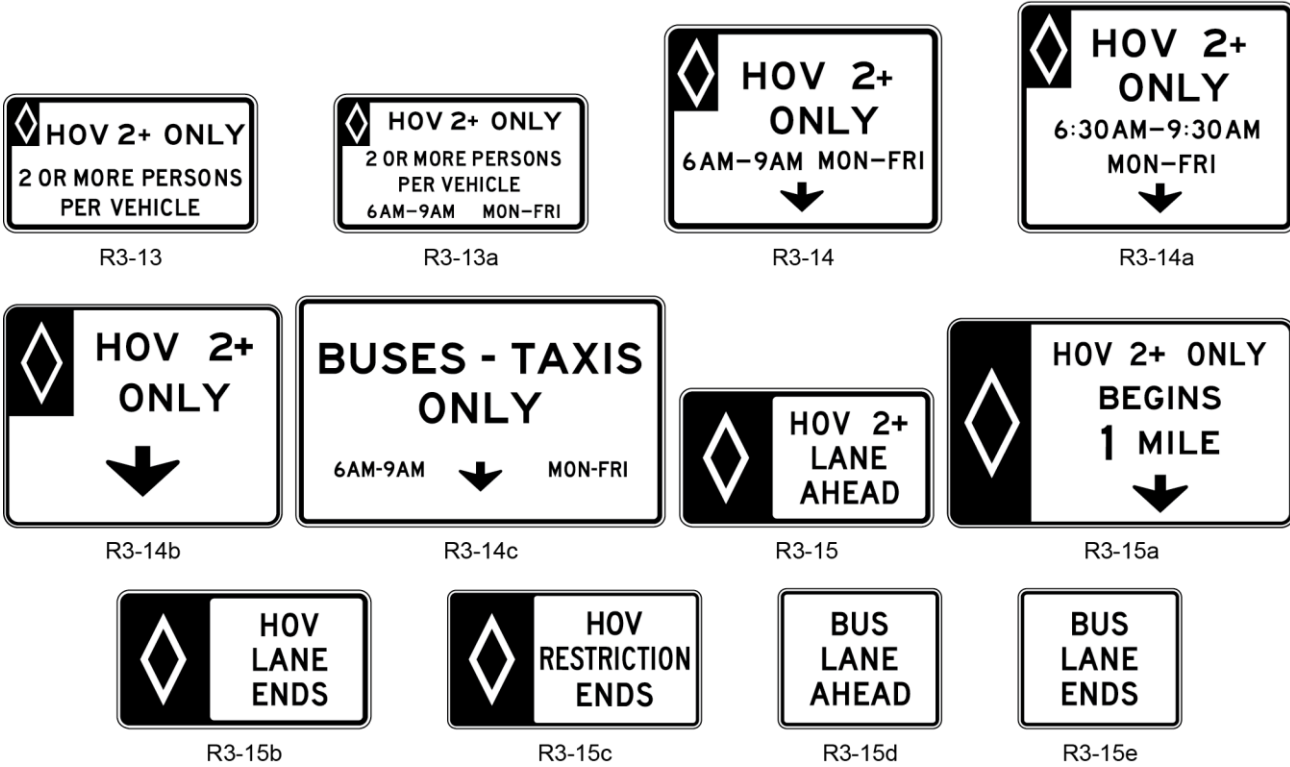 HOV 2+ ONLY
2 OR MORE PERSONS
PER VEHICLE
R3-13
HOV 2+ ONLY
2 OR MORE PERSONS
PER VEHICLE
6AM–9AM MON–FRI
R3-13a
HOV 2+
ONLY
6AM–9AM MON–FRI
R3-14
HOV 2+
ONLY
6:30AM–9:30AM
MON–FRI
R3-14a
HOV 2+
ONLY
R3-14b
BUSES - TAXIS
ONLY
6AM-9AM MON-FRI
R3-14c
HOV 2+
LANE
AHEAD
R3-15
HOV 2+ ONLY
BEGINS
1 MILE
R3-15a
HOV
LANE
ENDS
R3-15b
HOV
RESTRICTION
ENDS
R3-15c
BUS
LANE
AHEAD
R3-15d
BUS
LANE
ENDS
R3-15e